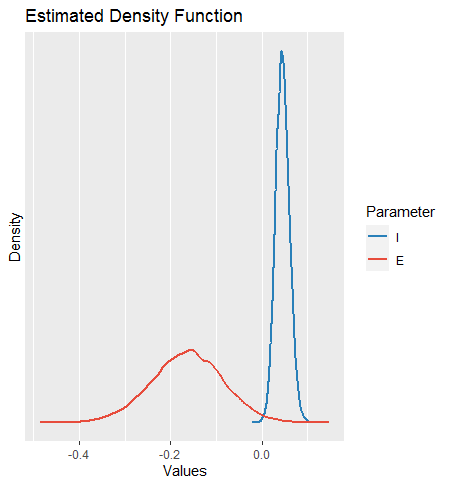 Estimated Density Function
Density
Parameter
I
E
-0.4 -0.2 0.0
Values